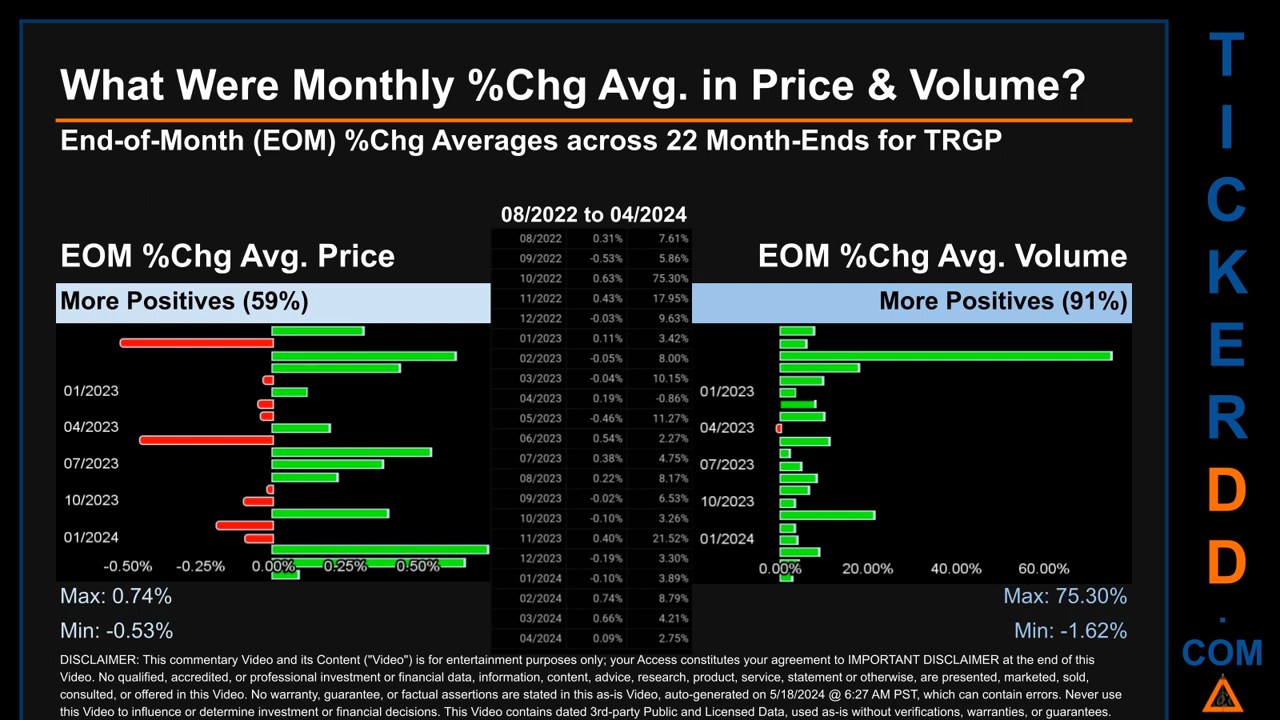 What Were Monthly %Chg Avg. in Price & Volume?
End-of-Month (EOM) %Chg Averages across 22 Month-Ends for TRGP
08/2022 to 04/2024
EOM %Chg Avg. Price
EOM %Chg Avg. Volume
More Positives (59%)
More Positives (91%)
08/2022 0.31% 7.61%
09/2022 -0.53% 5.86%
10/2022 0.63% 75.30%
11/2022 0.43% 17.95%
12/2022 -0.03% 9.63%
01/2023 0.11% 3.42%
02/2023 -0.05% 8.00%
03/2023 -0.04% 10.15%
04/2023 0.19% -0.86%
05/2023 -0.46% 11.27%
06/2023 0.54% 2.27%
07/2023 0.38% 4.75%
08/2023 0.22% 8.17%
09/2023 -0.02% 6.53%
10/2023 -0.10% 3.26%
11/2023 0.40% 21.52%
12/2023 -0.19% 3.30%
01/2024 -0.10% 3.89%
02/2024 0.74% 8.79%
03/2024 0.66% 4.21%
04/2024 0.09% 2.75%
01/2023
04/2023
07/2023
10/2023
01/2024
-0.50% -0.25% 0.00% 0.25% 0.50%
01/2023
04/2023
07/2023
10/2023
01/2024
0.00% 20.00% 40.00% 60.00%
Max: 0.74%
Min: -0.53%
Max: 75.30%
Min: -1.62%
DISCLAIMER: This commentary Video and its Content ("Video") is for entertainment purposes only; your Access constitutes your agreement to IMPORTANT DISCLAIMER at the end of this
Video. No qualified, accredited, or professional investment or financial data, information, content, advice, research, product, service, statement or otherwise, are presented, marketed, sold,
consulted, or offered in this Video. No warranty, guarantee, or factual assertions are stated in this as-is Video, auto-generated on 5/18/2024 @ 6:27 AM PST, which can contain errors. Never use
this Video to influence or determine investment or financial decisions. This Video contains dated 3rd-party Public and Licensed Data, used as-is without verifications, warranties, or guarantees.
T
I
C
K
E
R
D
D
.
COM